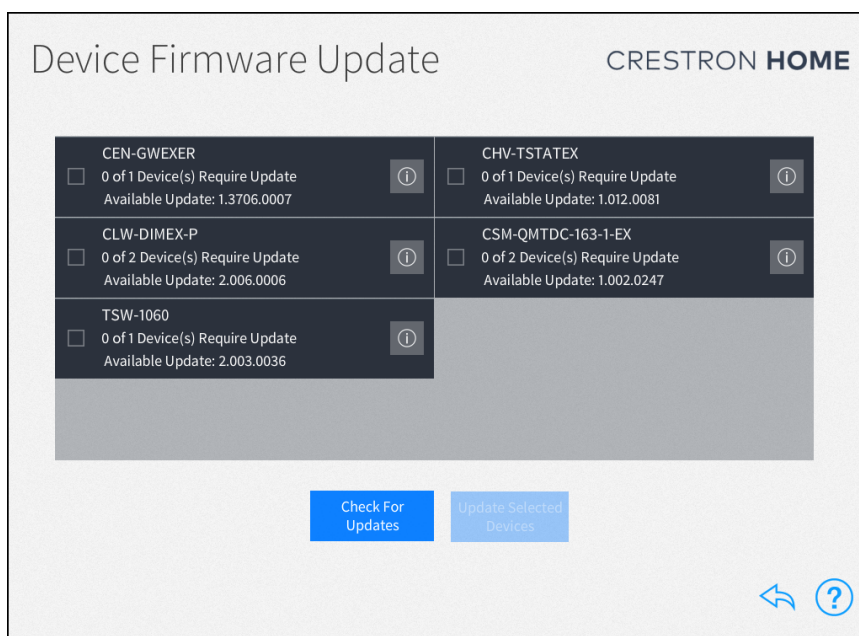 Device Firmware Update
CRESTRON HOME
CEN-GWEXER
0 of 1 Device(s) Require Update
Available Update: 1.3706.0007
CHV-TSTATEX
0 of 1 Device(s) Require Update
Available Update: 1.012.0081
CLW-DIMEX-P
0 of 2 Device(s) Require Update
Available Update: 2.006.0006
CSM-QMTDC-163-1-EX
0 of 2 Device(s) Require Update
Available Update: 1.002.0247
TSW-1060
0 of 1 Device(s) Require Update
Available Update: 2.003.0036
Check For
Updates
Update Selected
Devices
?